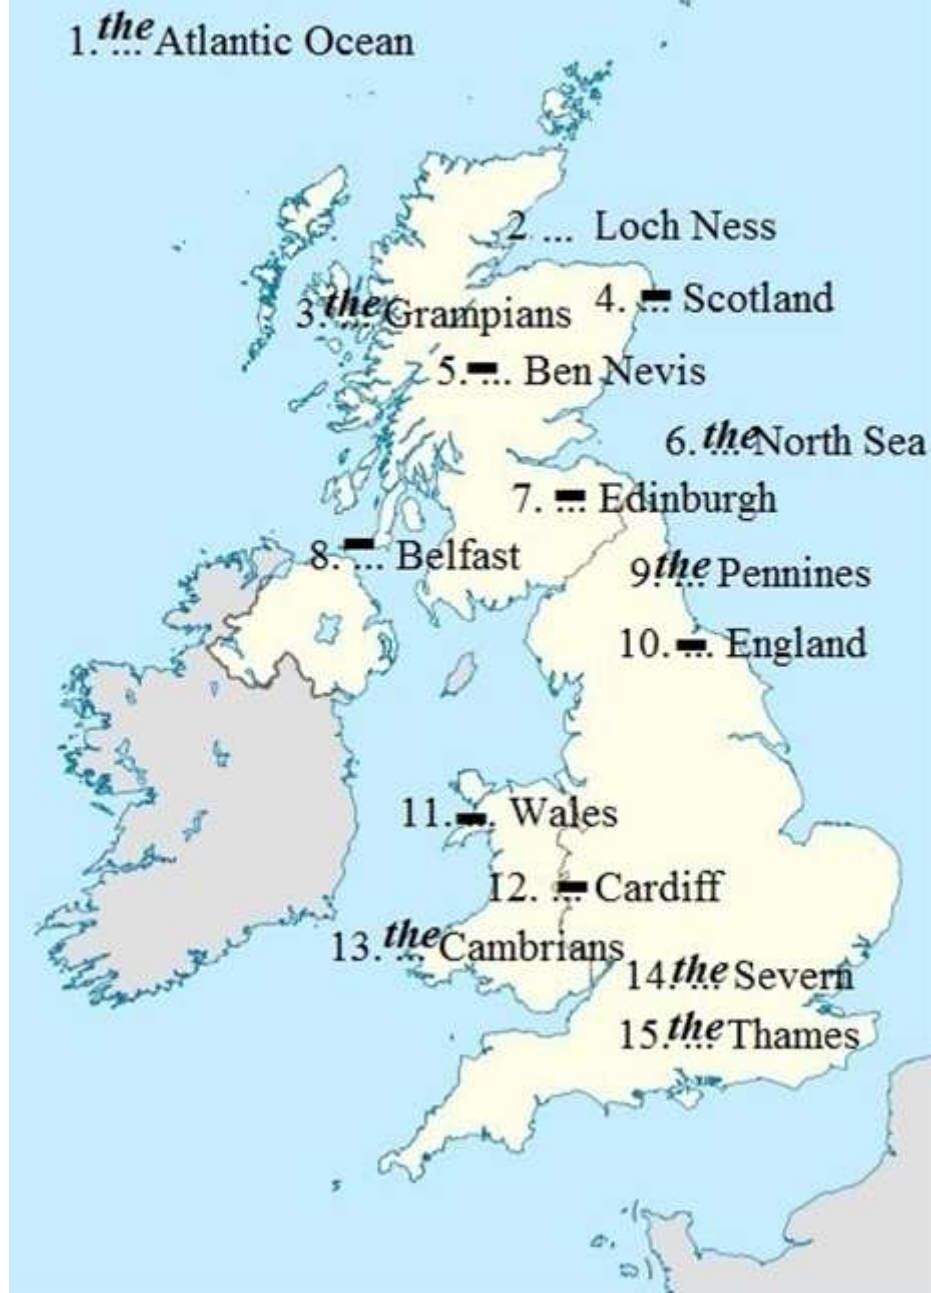 1. the ... Atlantic Ocean
2 ... Loch Ness
3. the ... Grampians
4. – ... Scotland
5. – ... Ben Nevis
6. the ... North Sea
7. – ... Edinburgh
8. – ... Belfast
9. the ... Pennines
10. – ... England
11. – ... Wales
12. – ... Cardiff
13. the ... Cambrians
14. the ... Severn
15. the ... Thames